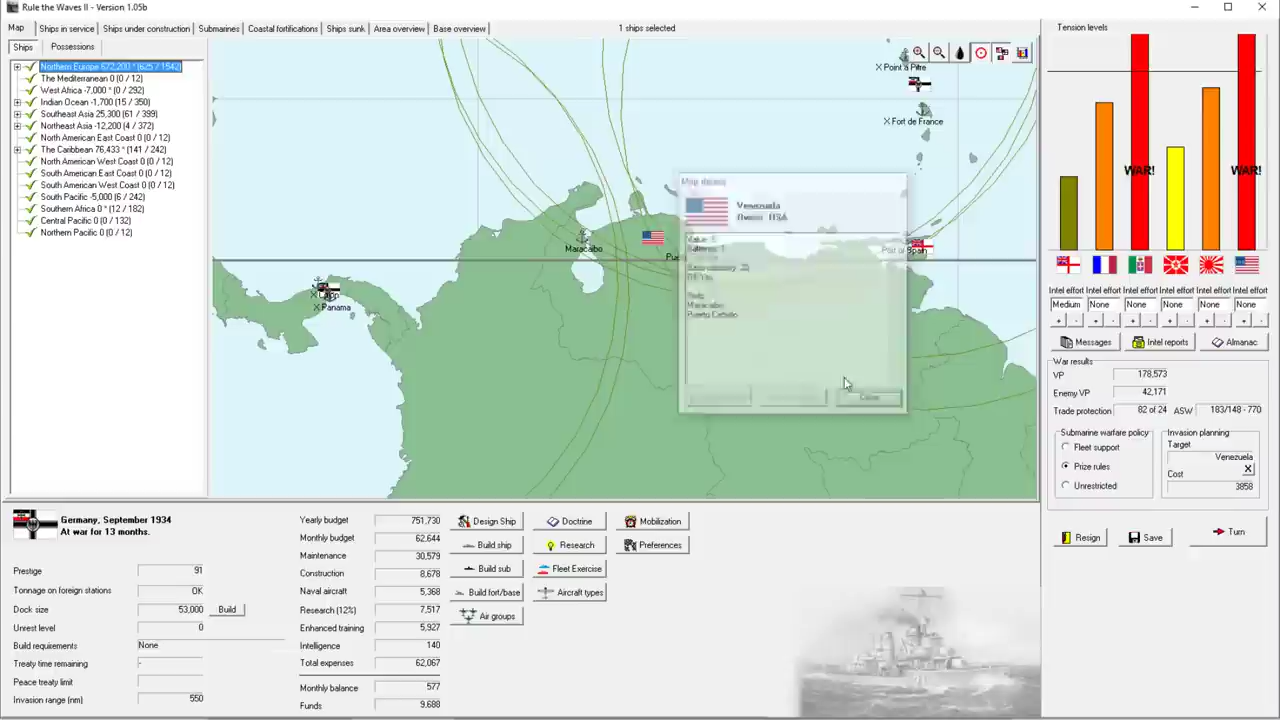 Rule the Waves II - Version 1.05b
Map
Ships in service
Ships under construction
Submarines
Coastal fortifications
Ships sunk
Area overview
Base overview
1 ships selected
Ships
Possessions
Northern Europe 672,200 * (625 / 1542)
The Mediterranean 0 (0 / 12)
West Africa -7,000 * (0 / 292)
Indian Ocean -1,700 (15 / 350)
Southeast Asia 25,300 (61 / 399)
Northeast Asia -12,200 (4 / 372)
North American East Coast 0 (0 / 12)
The Caribbean 76,433 * (141 / 242)
North American West Coast 0 (0 / 12)
South American East Coast 0 (0 / 12)
South American West Coast 0 (0 / 12)
South Pacific -5,000 (6 / 242)
Southern Africa 0 * (12 / 182)
Central Pacific 0 (0 / 132)
Northern Pacific 0 (0 / 12)
Point a Pitre
Fort de France
Maracaibo
Port of Spain
Panama
Venezuela
Owner: USA
Value: 5
Batteries: 1
Maracaibo
Puerto Cabello
Close
Tension levels
WAR!
WAR!
Intel effort
Intel effort
Intel effort
Intel effort
Intel effort
Intel effort
Medium
None
None
None
None
None
+ - + - + - + - + - + -
Messages
Intel reports
Almanac
War results
VP 178,573
Enemy VP 42,171
Trade protection 82 of 24 ASW 183/148 - 770
Submarine warfare policy
Fleet support
Prize rules
Unrestricted
Invasion planning
Target
Venezuela
Cost X
3858
Resign
Save
Turn
Germany, September 1934
At war for 13 months.
Prestige 91
Tonnage on foreign stations OK
Dock size 53,000 Build
Unrest level 0
Build requirements None
Treaty time remaining -
Peace treaty limit
Invasion range (nm) 550
Yearly budget 751,730
Monthly budget 62,644
Maintenance 30,579
Construction 8,678
Naval aircraft 5,368
Research (12%) 7,517
Enhanced training 5,927
Intelligence 140
Total expenses 62,067
Monthly balance 577
Funds 9,688
Design Ship
Doctrine
Mobilization
Build ship
Research
Preferences
Build sub
Fleet Exercise
Build fort/base
Aircraft types
Air groups